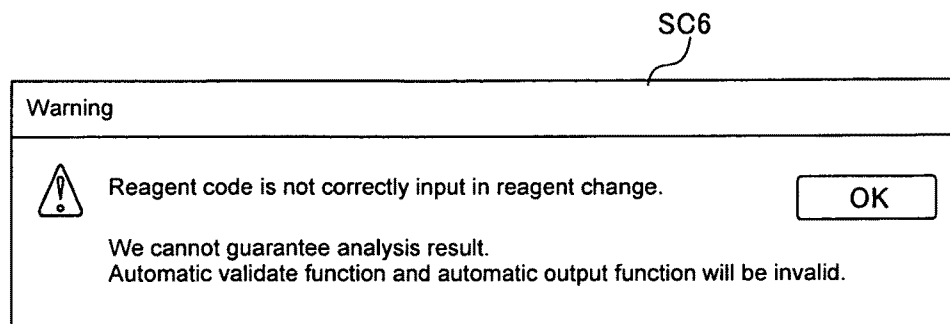 SC6
Warning
Reagent code is not correctly input in reagent change.
OK
We cannot guarantee analysis result.
Automatic validate function and automatic output function will be invalid.